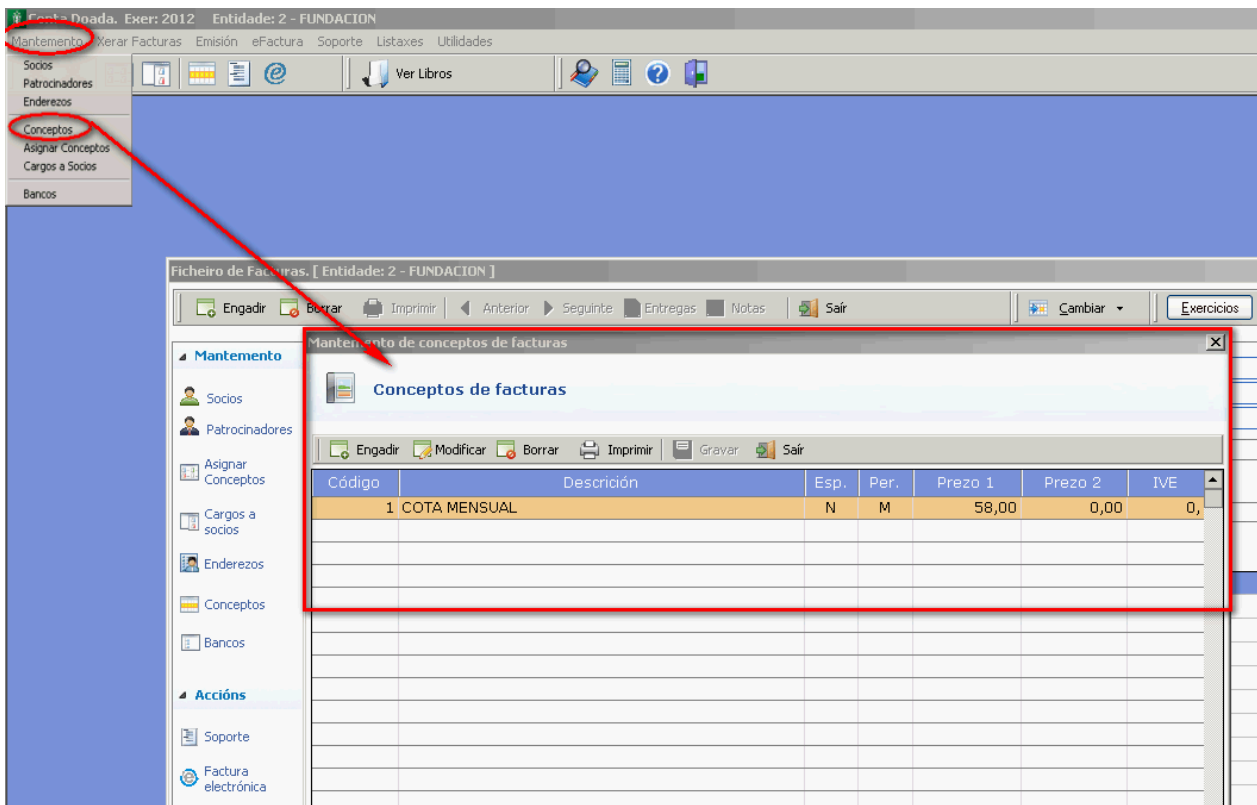 Conta Doada. Exer: 2012 Entidade: 2 - FUNDACION
Mantemento Xerar Facturas Emisión eFactura Soporte Listaxes Utilidades
Ver Libros
Socios
Patrocinadores
Enderezos
Conceptos
Asignar Conceptos
Cargos a Socios
Bancos
Ficheiro de Facturas. [ Entidade: 2 - FUNDACION ]
Engadir Borrar Imprimir Anterior Seguinte Entregas Notas Saír Cambiar Exercicios
Mantemento
Socios
Patrocinadores
Asignar
Conceptos
Cargos a
socios
Enderezos
Conceptos
Bancos
Accións
Soporte
Factura
electrónica
Mantemento de conceptos de facturas
Conceptos de facturas
Engadir Modificar Borrar Imprimir Gravar Saír
Código Descrición Esp. Per. Prezo 1 Prezo 2 IVE
1 COTA MENSUAL N M 58,00 0,00 0,